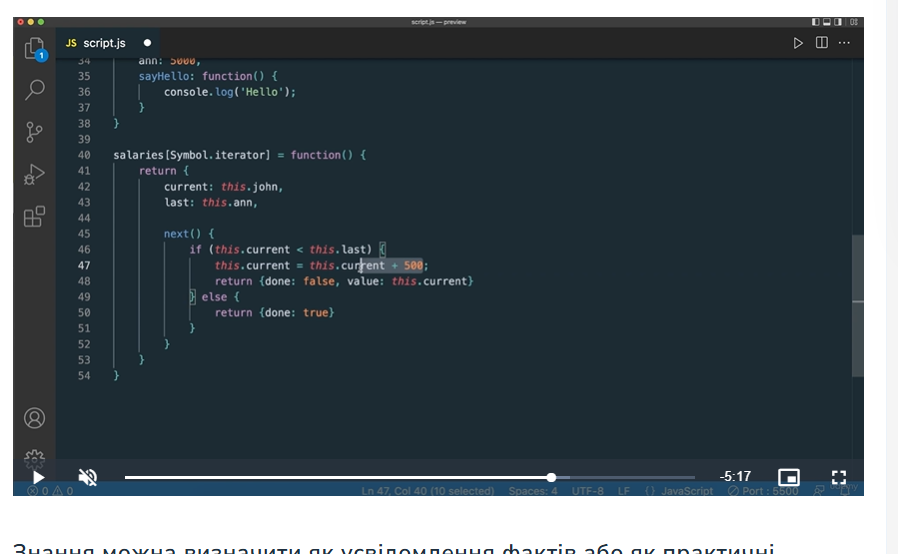 script.js — preview
JS script.js
1
34 ann: 5000,
35 sayHello: function() {
36 console.log('Hello');
37 }
38 }
39
40 salaries[Symbol.iterator] = function() {
41 return {
42 current: this.john,
43 last: this.ann,
44
45 next() {
46 if (this.current < this.last) {
47 this.current = this.current + 500;
48 return {done: false, value: this.current}
49 } else {
50 return {done: true}
51 }
52 }
53 }
54 }
-5:17
0 0 Ln 47, Col 40 (10 selected) Spaces: 4 UTF-8 LF {} JavaScript Port : 5500
Знання можна визначити як усвідомлення фактів або як практичні